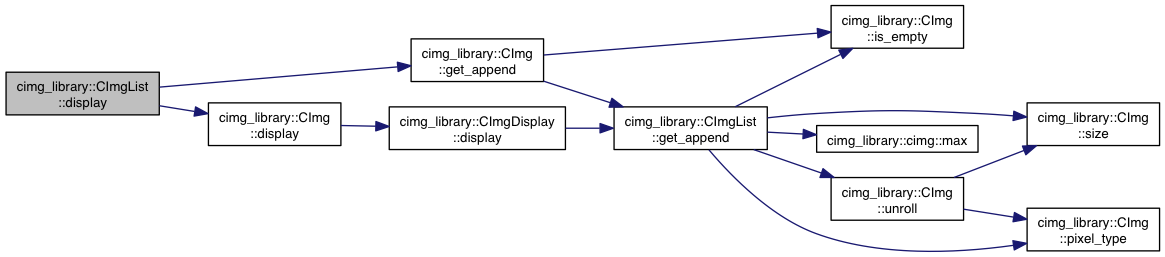 cimg_library::CImgList
::display
cimg_library::CImg
::get_append
cimg_library::CImg
::display
cimg_library::CImgDisplay
::display
cimg_library::CImgList
::get_append
cimg_library::CImg
::is_empty
cimg_library::cimg::max
cimg_library::CImg
::unroll
cimg_library::CImg
::size
cimg_library::CImg
::pixel_type